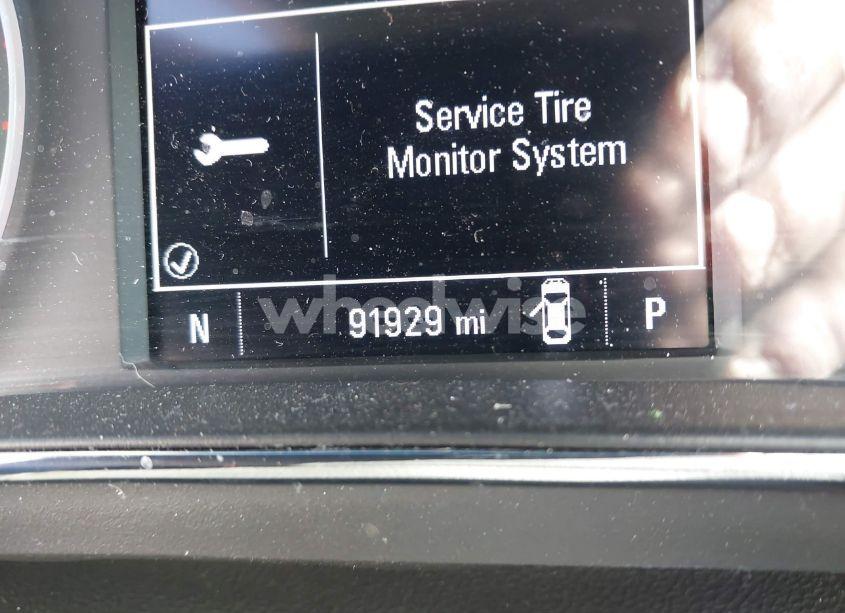 Service Tire
Monitor System
N 91929 mi P
wheelwise